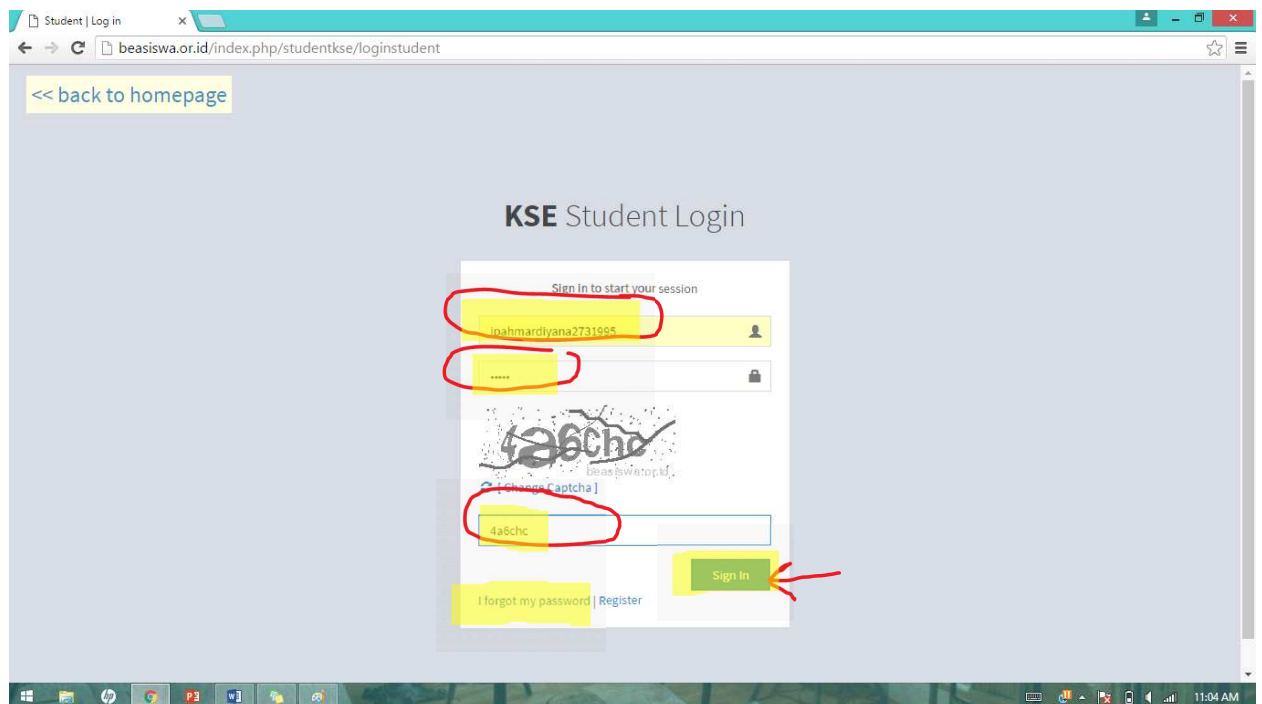 Student | Log in
beasiswa.or.id/index.php/studentkse/loginstudent
<< back to homepage
KSE Student Login
Sign in to start your session
ipahmardiyana2731995
•••••
4a6chc
beasiswa.or.id
[ Change Captcha ]
4a6chc
Sign In
I forgot my password | Register
11:04 AM